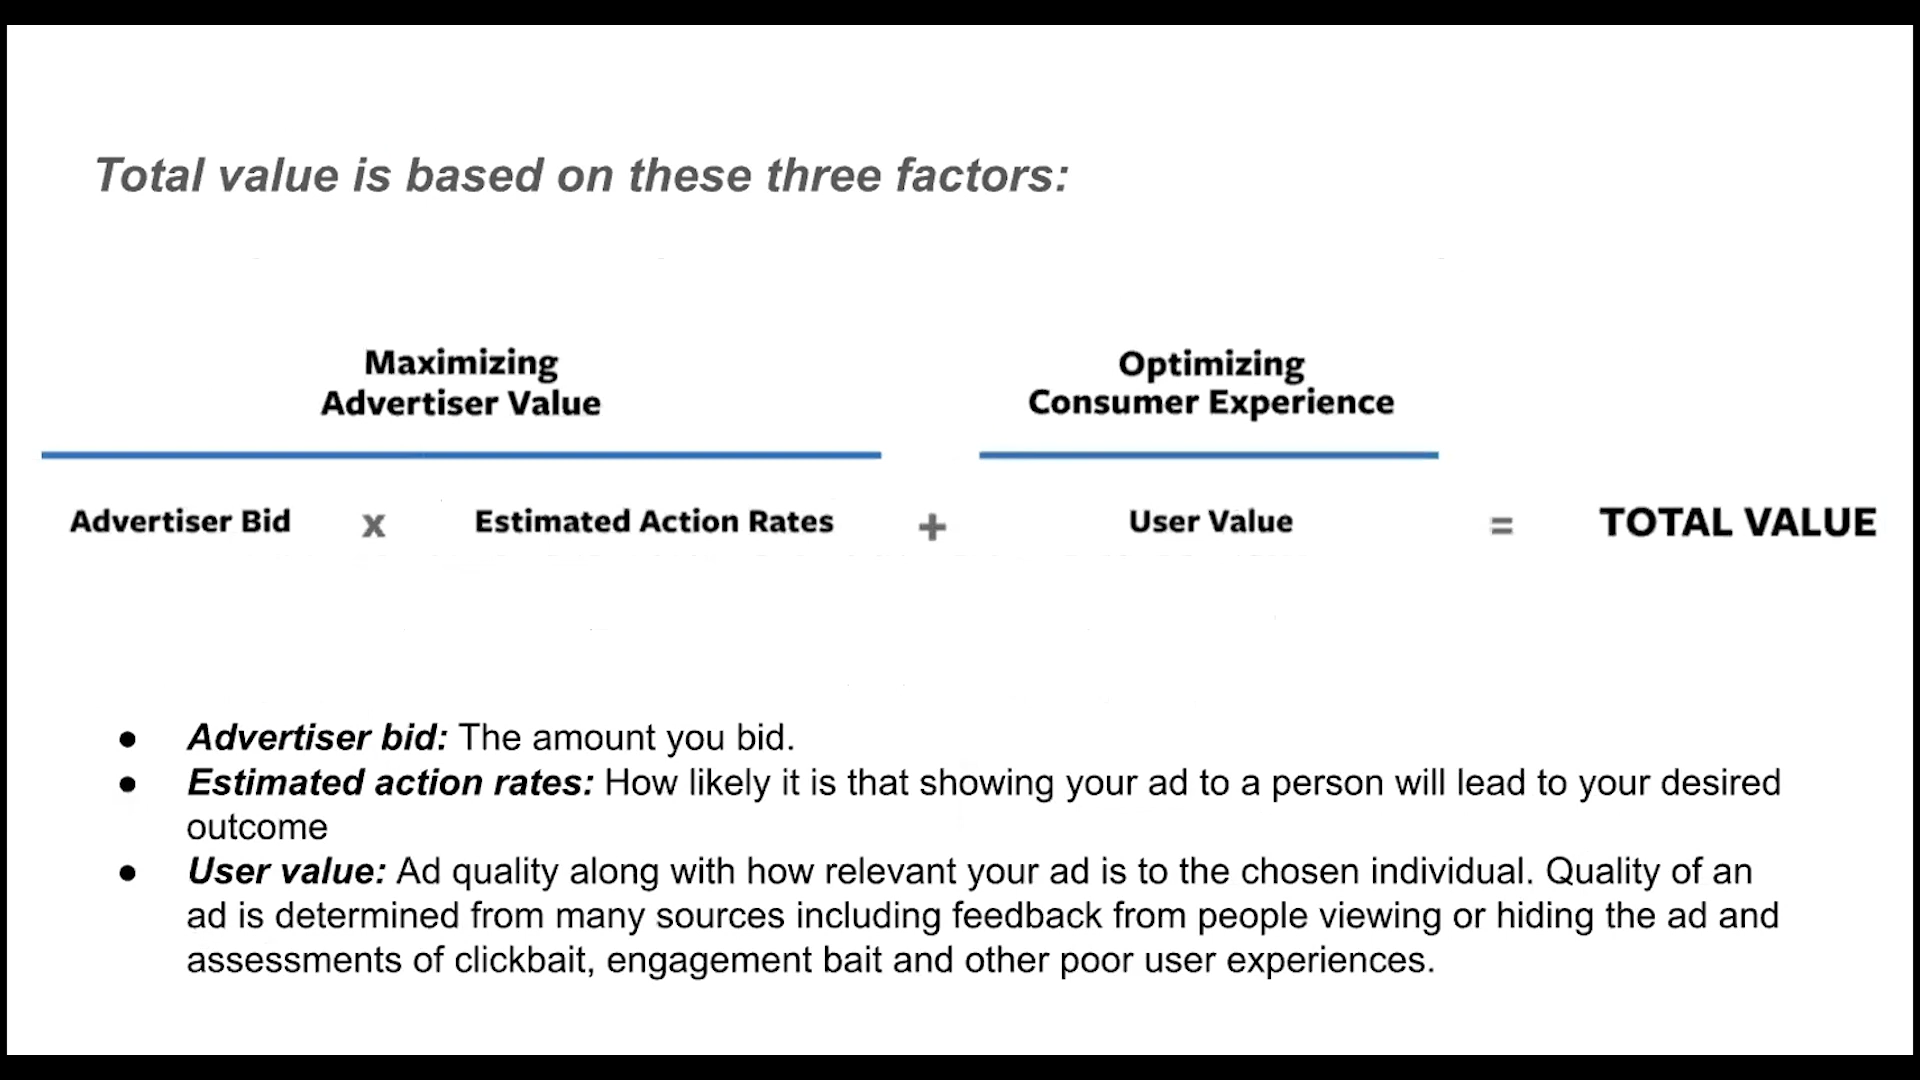 Total value is based on these three factors:
Maximizing
Advertiser Value
Optimizing
Consumer Experience
Advertiser Bid x Estimated Action Rates + User Value = TOTAL VALUE
● Advertiser bid: The amount you bid.
● Estimated action rates: How likely it is that showing your ad to a person will lead to your desired
outcome
● User value: Ad quality along with how relevant your ad is to the chosen individual. Quality of an
ad is determined from many sources including feedback from people viewing or hiding the ad and
assessments of clickbait, engagement bait and other poor user experiences.